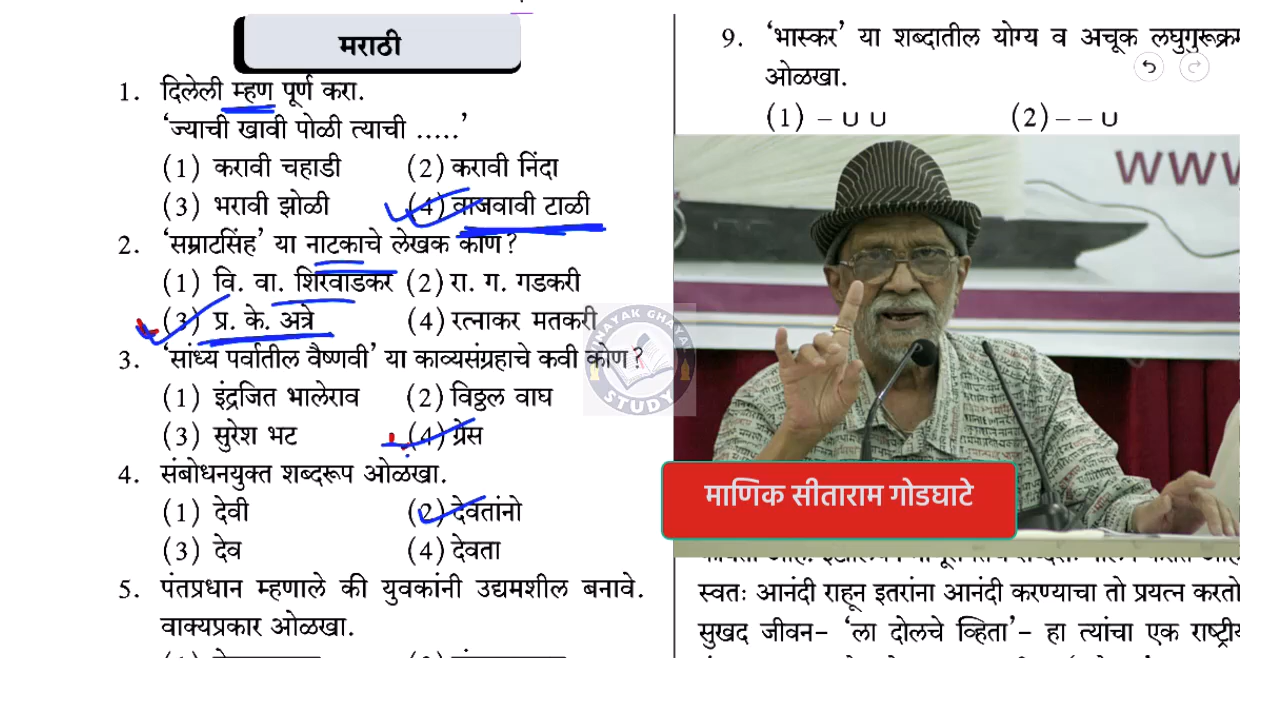 मराठी
1. दिलेली म्हण पूर्ण करा.
'ज्याची खावी पोळी त्याची .....'
(1) करावी चहाडी (2) करावी निंदा
(3) भरावी झोळी (4) वाजवावी टाळी
2. 'सम्राटसिंह' या नाटकाचे लेखक कोण?
(1) वि. वा. शिरवाडकर (2) रा. ग. गडकरी
(3) प्र. के. अत्रे (4) रत्नाकर मतकरी
3. 'सांध्य पर्वातील वैष्णवी' या काव्यसंग्रहाचे कवी कोण?
(1) इंद्रजित भालेराव (2) विठ्ठल वाघ
(3) सुरेश भट (4) ग्रेस
4. संबोधनयुक्त शब्दरूप ओळखा.
(1) देवी (2) देवतांनो
(3) देव (4) देवता
5. पंतप्रधान म्हणाले की युवकांनी उद्यमशील बनावे.
वाक्यप्रकार ओळखा.
9. 'भास्कर' या शब्दातील योग्य व अचूक लघुगुरूक्रम
ओळखा.
(1) – ∪ ∪ (2) – – ∪
WWW
माणिक सीताराम गोडघाटे
स्वतः आनंदी राहून इतरांना आनंदी करण्याचा तो प्रयत्न करतो
सुखद जीवन– 'ला दोलचे व्हिता'– हा त्यांचा एक राष्ट्रीय
VINAYAK GHAYAL
STUDY